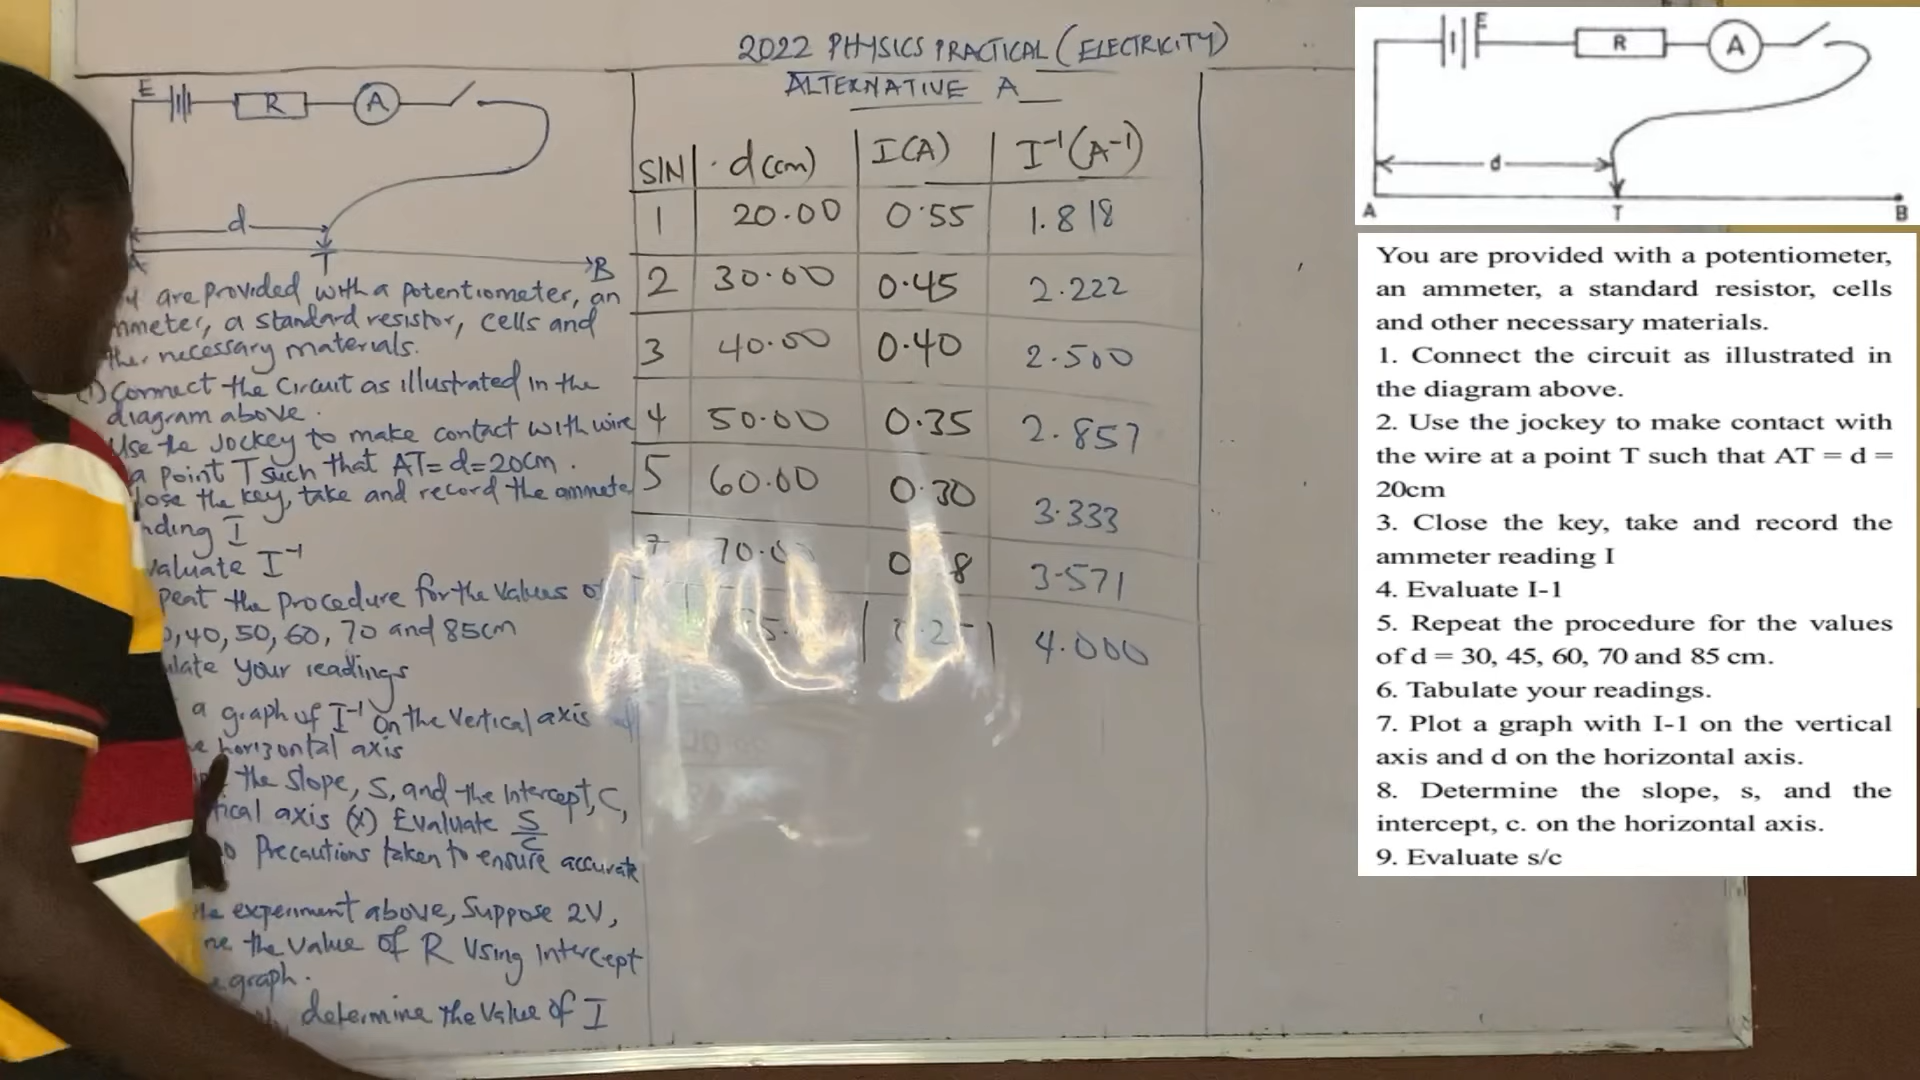 2022 PHYSICS PRACTICAL (ELECTRICITY)
ALTERNATIVE A
E
R
A
d
T
B
are provided with a potentiometer, an
a standard resistor, cells and
necessary materials.
Connect the circuit as illustrated in the
diagram above.
Use the Jockey to make contact with wire
a point T such that AT = d = 20cm.
the key, take and record the ammete
I
I⁻¹
the procedure for the values of
40, 50, 60, 70 and 85cm
your readings
a graph of I⁻¹ on the vertical axis
horizontal axis
the slope, S, and the Intercept, C,
axis (x) Evaluate S/C
Precautions taken to ensure accurate
experiment above, suppose 2V,
the value of R using intercept
graph.
determine the value of I
S/N d(cm) I(A) I⁻¹(A⁻¹)
1 20.00 0.55 1.818
2 30.00 0.45 2.222
3 40.00 0.40 2.500
4 50.00 0.35 2.857
5 60.00 0.30 3.333
3.571
4.000
E
R
A
d
A
T
B
You are provided with a potentiometer,
an ammeter, a standard resistor, cells
and other necessary materials.
1. Connect the circuit as illustrated in
the diagram above.
2. Use the jockey to make contact with
the wire at a point T such that AT = d =
20cm
3. Close the key, take and record the
ammeter reading I
4. Evaluate I-1
5. Repeat the procedure for the values
of d = 30, 45, 60, 70 and 85 cm.
6. Tabulate your readings.
7. Plot a graph with I-1 on the vertical
axis and d on the horizontal axis.
8. Determine the slope, s, and the
intercept, c. on the horizontal axis.
9. Evaluate s/c